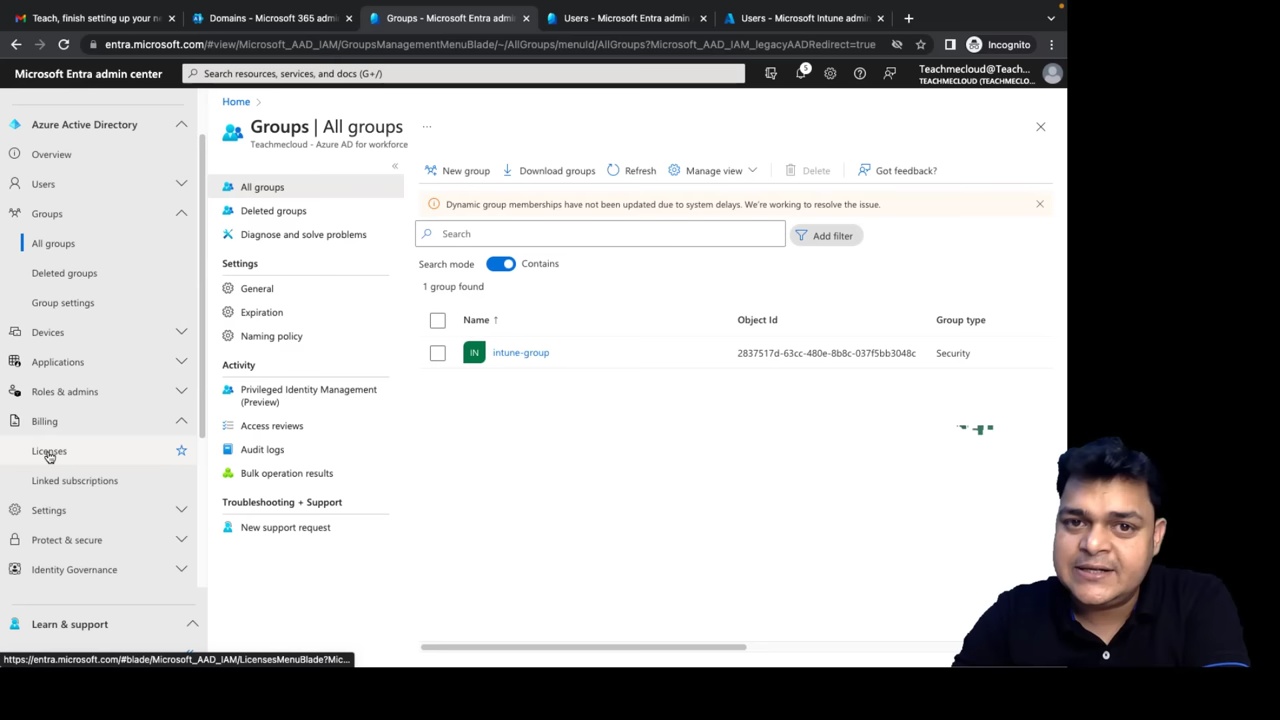 Teach, finish setting up your ne
Domains - Microsoft 365 admi
Groups - Microsoft Entra admin
Users - Microsoft Entra admin
Users - Microsoft Intune admin
entra.microsoft.com/#view/Microsoft_AAD_IAM/GroupsManagementMenuBlade/~/AllGroups/menuId/AllGroups?Microsoft_AAD_IAM_legacyAADRedirect=true
Incognito
Microsoft Entra admin center
Search resources, services, and docs (G+/)
5
Teachmecloud@Teach...
TEACHMECLOUD (TEACHMECLO...
Azure Active Directory
Overview
Users
Groups
All groups
Deleted groups
Group settings
Devices
Applications
Roles & admins
Billing
Licenses
Linked subscriptions
Settings
Protect & secure
Identity Governance
Learn & support
https://entra.microsoft.com/#blade/Microsoft_AAD_IAM/LicensesMenuBlade?Mic...
Home
Groups | All groups
Teachmecloud - Azure AD for workforce
All groups
Deleted groups
Diagnose and solve problems
Settings
General
Expiration
Naming policy
Activity
Privileged Identity Management
(Preview)
Access reviews
Audit logs
Bulk operation results
Troubleshooting + Support
New support request
New group
Download groups
Refresh
Manage view
Delete
Got feedback?
Dynamic group memberships have not been updated due to system delays. We're working to resolve the issue.
Search
Add filter
Search mode
Contains
1 group found
Name ↑
Object Id
Group type
IN
intune-group
2837517d-63cc-480e-8b8c-037f5bb3048c
Security